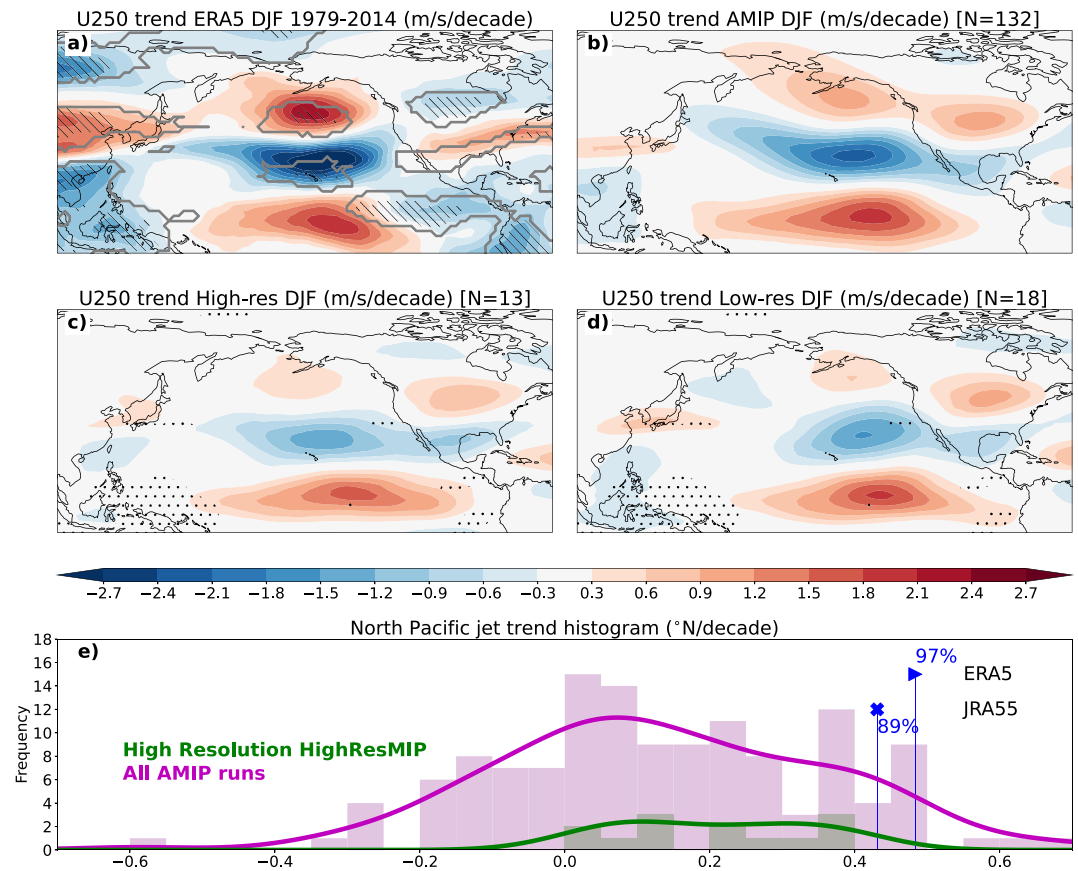 U250 trend ERA5 DJF 1979-2014 (m/s/decade)
a)
U250 trend AMIP DJF (m/s/decade) [N=132]
b)
U250 trend High-res DJF (m/s/decade) [N=13]
c)
U250 trend Low-res DJF (m/s/decade) [N=18]
d)
−2.7 −2.4 −2.1 −1.8 −1.5 −1.2 −0.9 −0.6 −0.3 0.3 0.6 0.9 1.2 1.5 1.8 2.1 2.4 2.7
North Pacific jet trend histogram (°N/decade)
e)
Frequency
18
16
14
12
10
8
6
4
2
0
97%
ERA5
JRA55
89%
High Resolution HighResMIP
All AMIP runs
−0.6 −0.4 −0.2 0.0 0.2 0.4 0.6